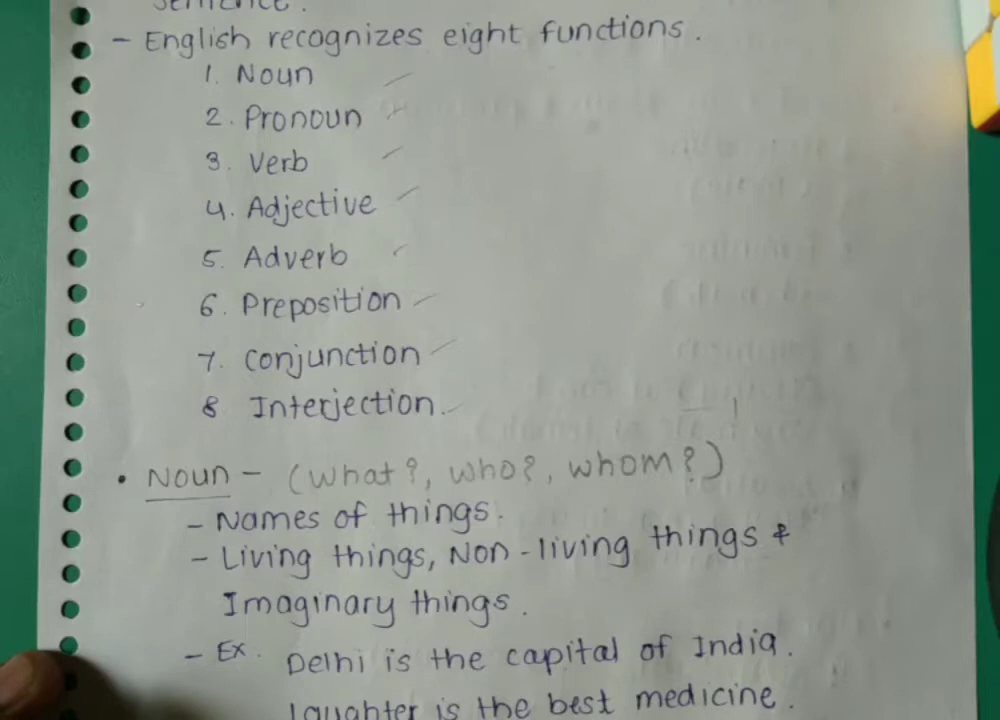 sentence.
- English recognizes eight functions.
1. Noun
2. Pronoun
3. Verb
4. Adjective
5. Adverb
6. Preposition
7. Conjunction
8 Interjection.
• Noun - (What?, who?, whom?)
- Names of things.
- Living things, Non-living things &
Imaginary things.
- Ex. Delhi is the capital of India.
Laughter is the best medicine.